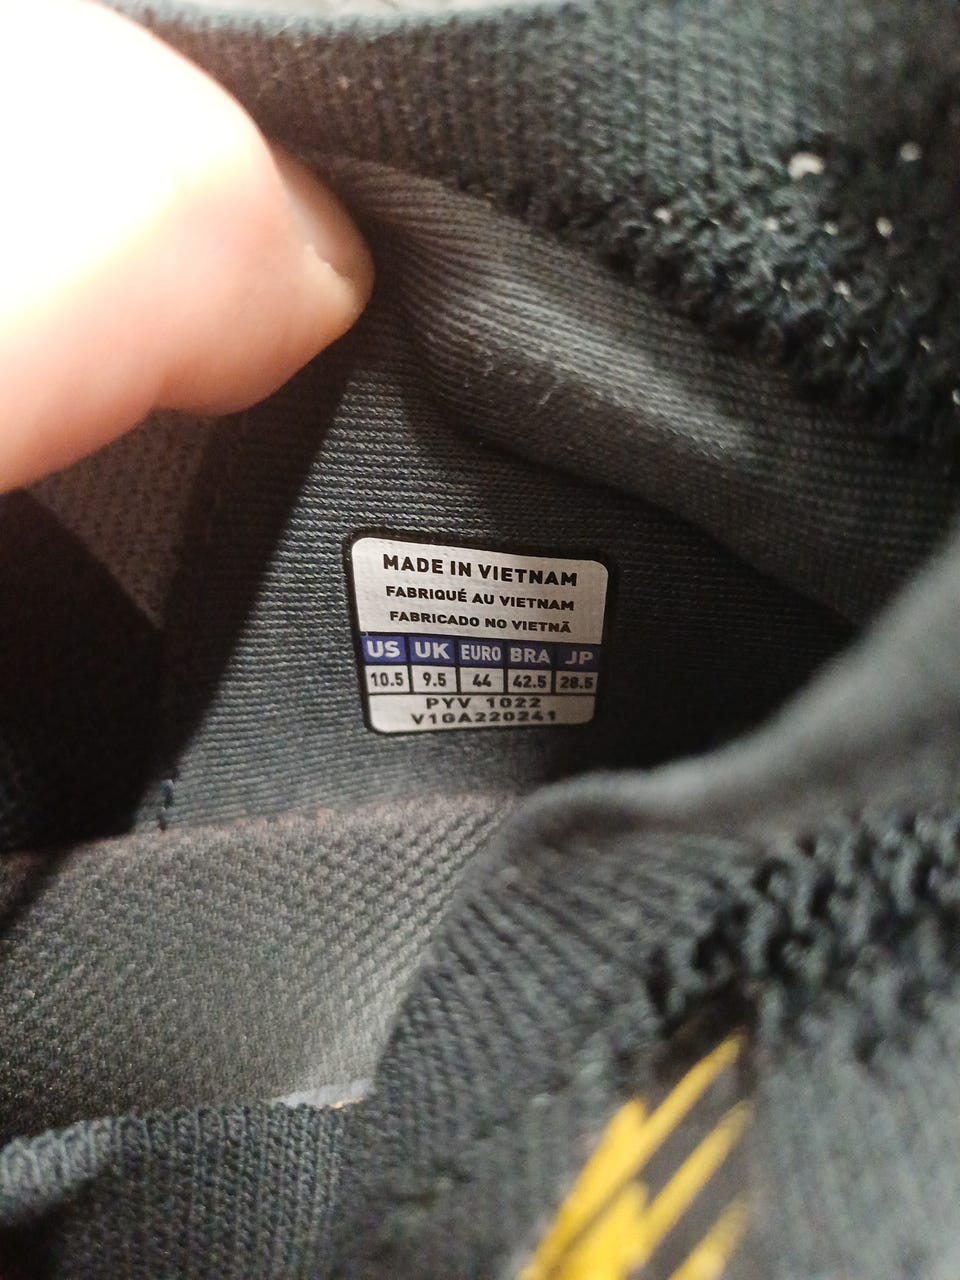 MADE IN VIETNAM
FABRIQUÉ AU VIETNAM
FABRICADO NO VIETNÃ
US UK EURO BRA JP
10.5 9.5 44 42.5 28.5
PYV 1022
V1GA220241